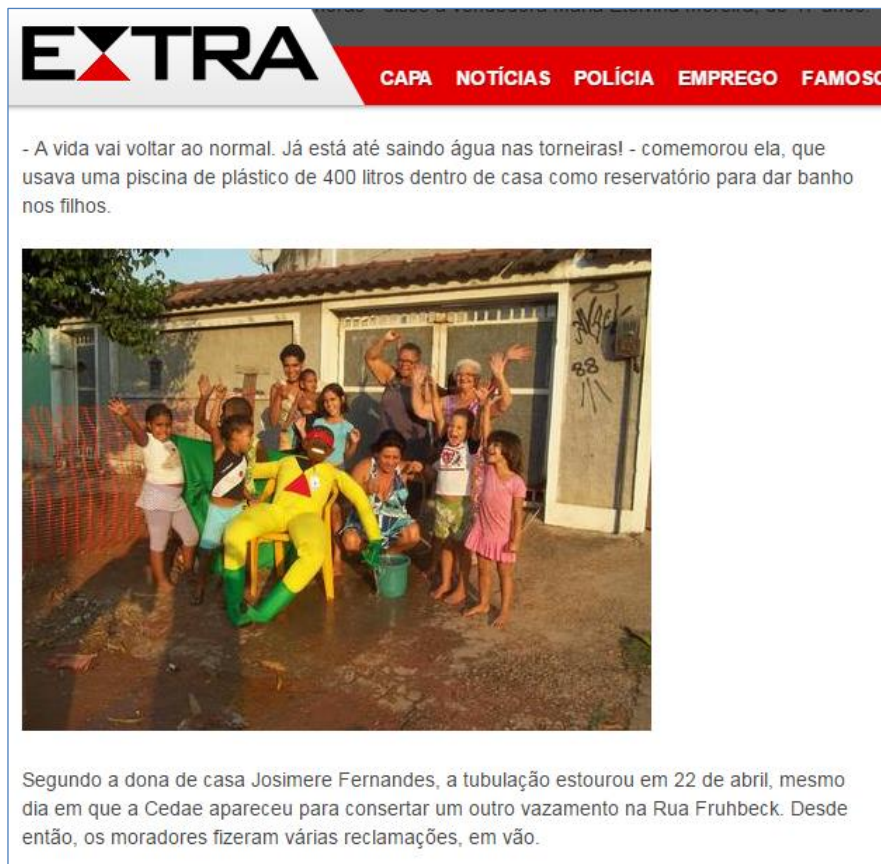 EXTRA
CAPA NOTÍCIAS POLÍCIA EMPREGO
- A vida vai voltar ao normal. Já está até saindo água nas torneiras! - comemorou ela, que
usava uma piscina de plástico de 400 litros dentro de casa como reservatório para dar banho
nos filhos.
88
Segundo a dona de casa Josimere Fernandes, a tubulação estourou em 22 de abril, mesmo
dia em que a Cedae apareceu para consertar um outro vazamento na Rua Fruhbeck. Desde
então, os moradores fizeram várias reclamações, em vão.